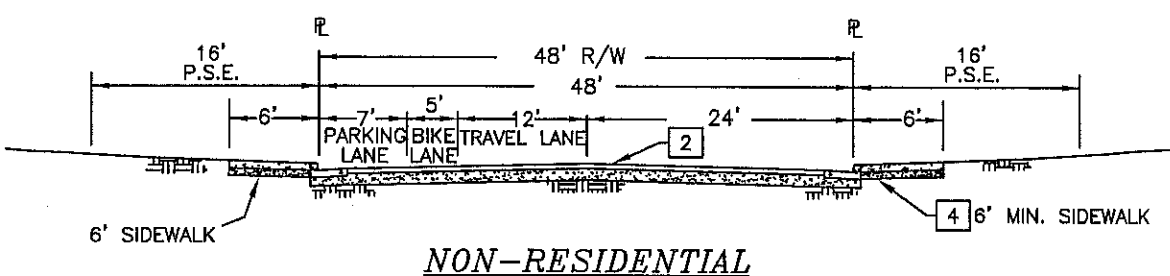 ℄ ℄
16' 48' R/W 16'
P.S.E. 48' P.S.E.
6' 7' 5' 12' 24' 6'
PARKING BIKE TRAVEL LANE 2
LANE LANE
6' SIDEWALK 4 6' MIN. SIDEWALK
NON-RESIDENTIAL